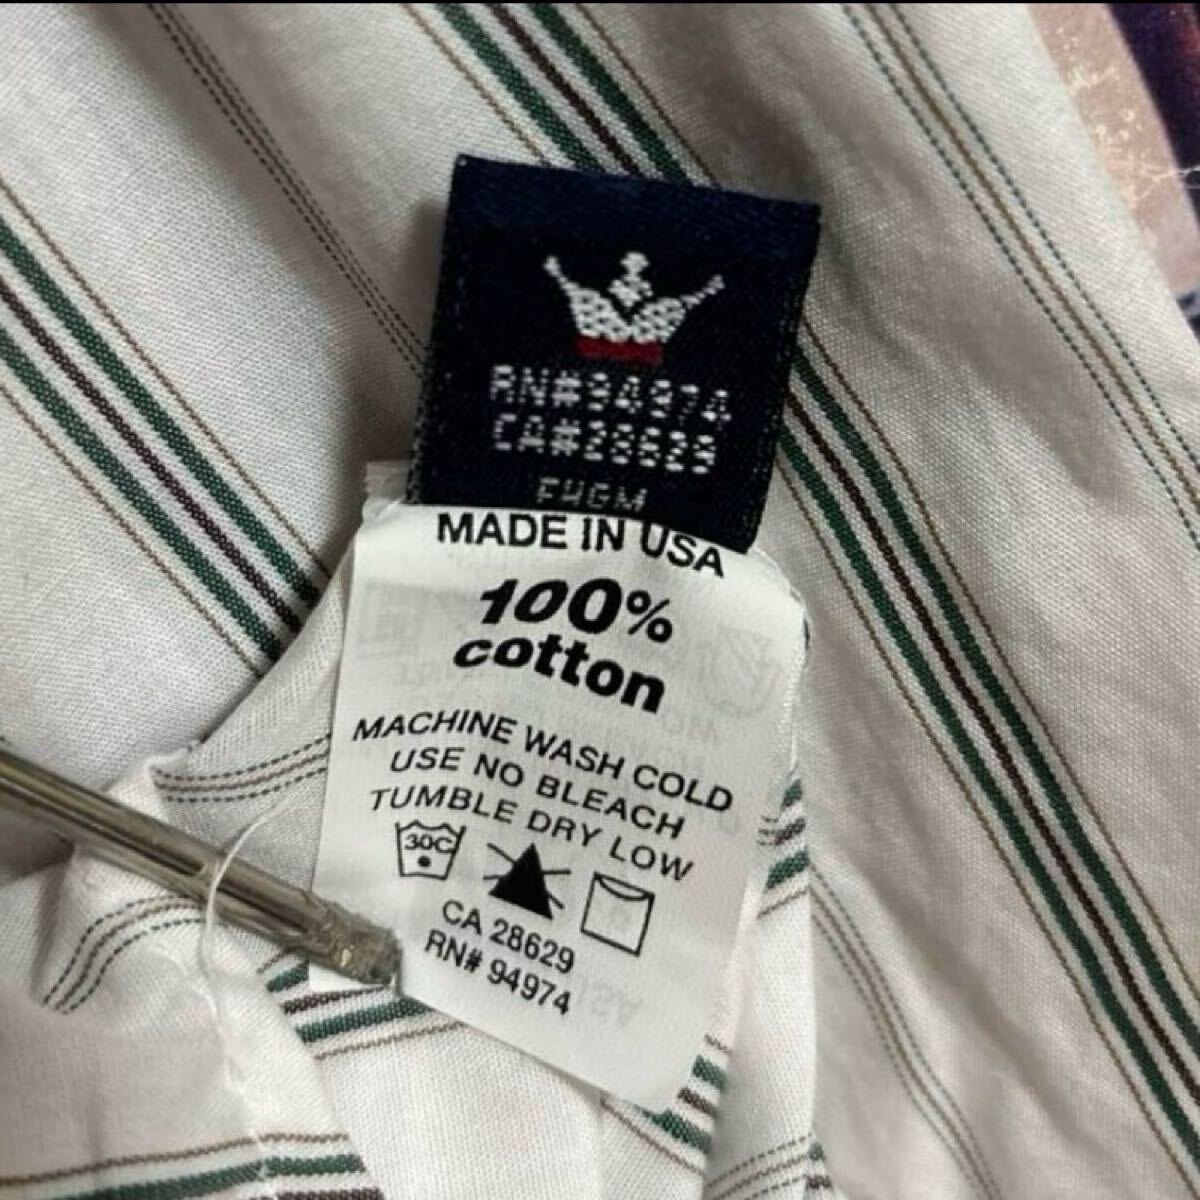 RN#94974
CA#28629
FHGM
MADE IN USA
100%
cotton
MACHINE WASH COLD
USE NO BLEACH
TUMBLE DRY LOW
30C
CA 28629
RN# 94974